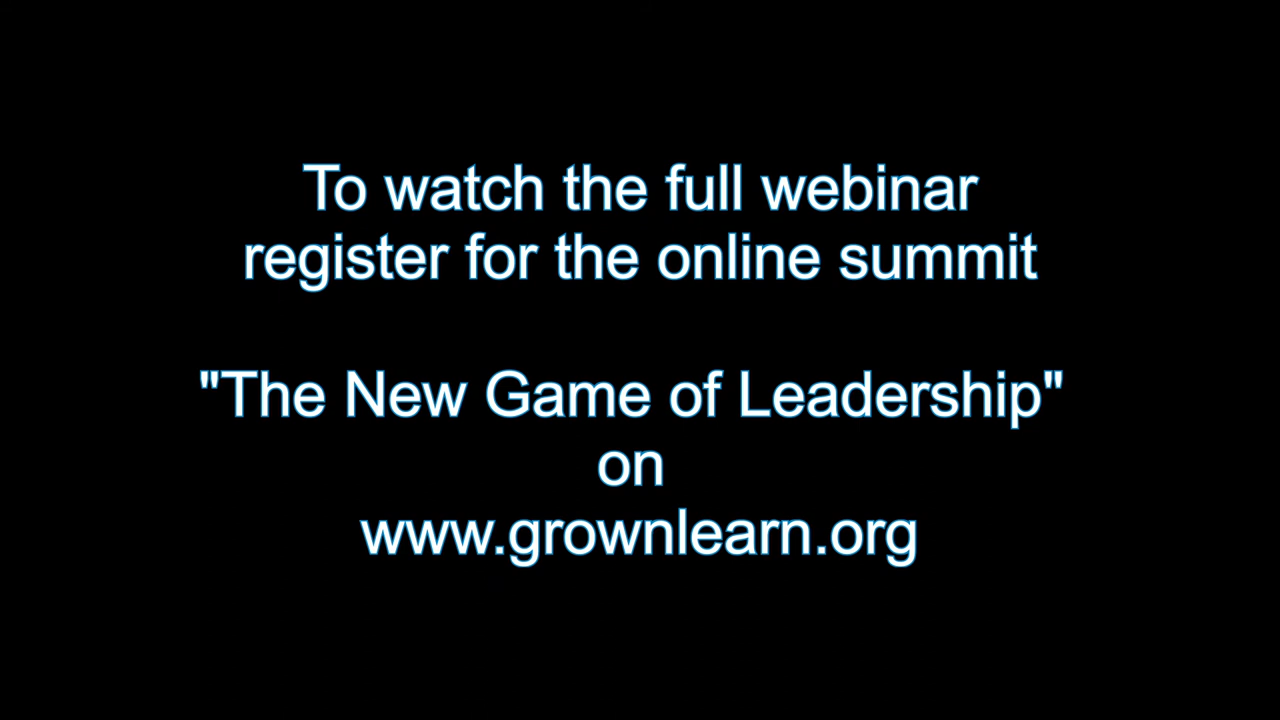 To watch the full webinar
register for the online summit
"The New Game of Leadership"
on
www.grownlearn.org